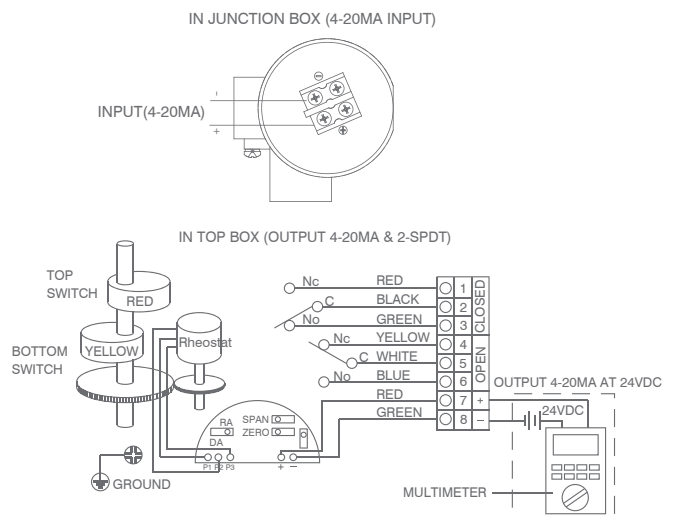 IN JUNCTION BOX (4-20MA INPUT)
-
INPUT(4-20MA)
+
IN TOP BOX (OUTPUT 4-20MA & 2-SPDT)
TOP
SWITCH
RED
BOTTOM
SWITCH
YELLOW
Rheostat
Nc RED 1
C BLACK 2
No GREEN 3
CLOSED
Nc YELLOW 4
C WHITE 5
No BLUE 6
OPEN
RED 7 +
GREEN 8 –
OUTPUT 4-20MA AT 24VDC
24VDC
RA
SPAN
ZERO
DA
P1 P2 P3
+ –
GROUND
MULTIMETER